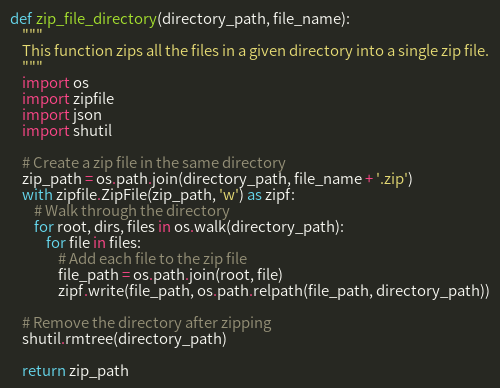 def zip_file_directory(directory_path, file_name):
    """
    This function zips all the files in a given directory into a single zip file.
    """
    import os
    import zipfile
    import json
    import shutil

    # Create a zip file in the same directory
    zip_path = os.path.join(directory_path, file_name + '.zip')
    with zipfile.ZipFile(zip_path, 'w') as zipf:
        # Walk through the directory
        for root, dirs, files in os.walk(directory_path):
            for file in files:
                # Add each file to the zip file
                file_path = os.path.join(root, file)
                zipf.write(file_path, os.path.relpath(file_path, directory_path))

    # Remove the directory after zipping
    shutil.rmtree(directory_path)

    return zip_path